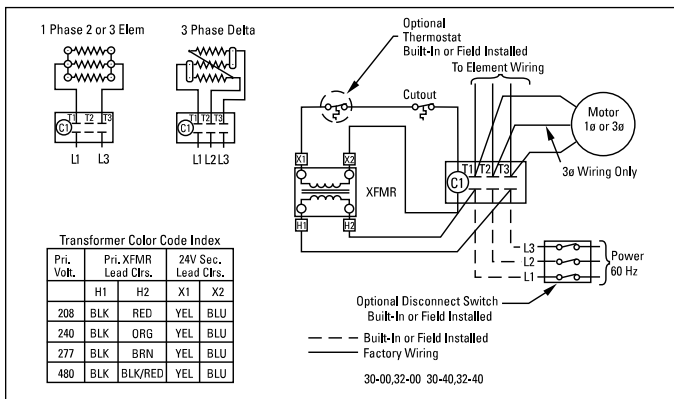 1 Phase 2 or 3 Elem
3 Phase Delta
Optional
Thermostat
Built-In or Field Installed
To Element Wiring
Cutout
Motor
1ø or 3ø
3ø Wiring Only
T1 T2 T3
C1
L1 L3
T1 T2 T3
C1
L1 L2 L3
X1 X2
XFMR
H1 H2
T1 T2 T3
C1
L3
L2
L1
Power
60 Hz
Optional Disconnect Switch
Built-In or Field Installed
Built-In or Field Installed
Factory Wiring
30-00,32-00 30-40,32-40
Transformer Color Code Index
Pri. Volt. Pri. XFMR Lead Clrs. 24V Sec. Lead Clrs.
H1 H2 X1 X2
208 BLK RED YEL BLU
240 BLK ORG YEL BLU
277 BLK BRN YEL BLU
480 BLK BLK/RED YEL BLU